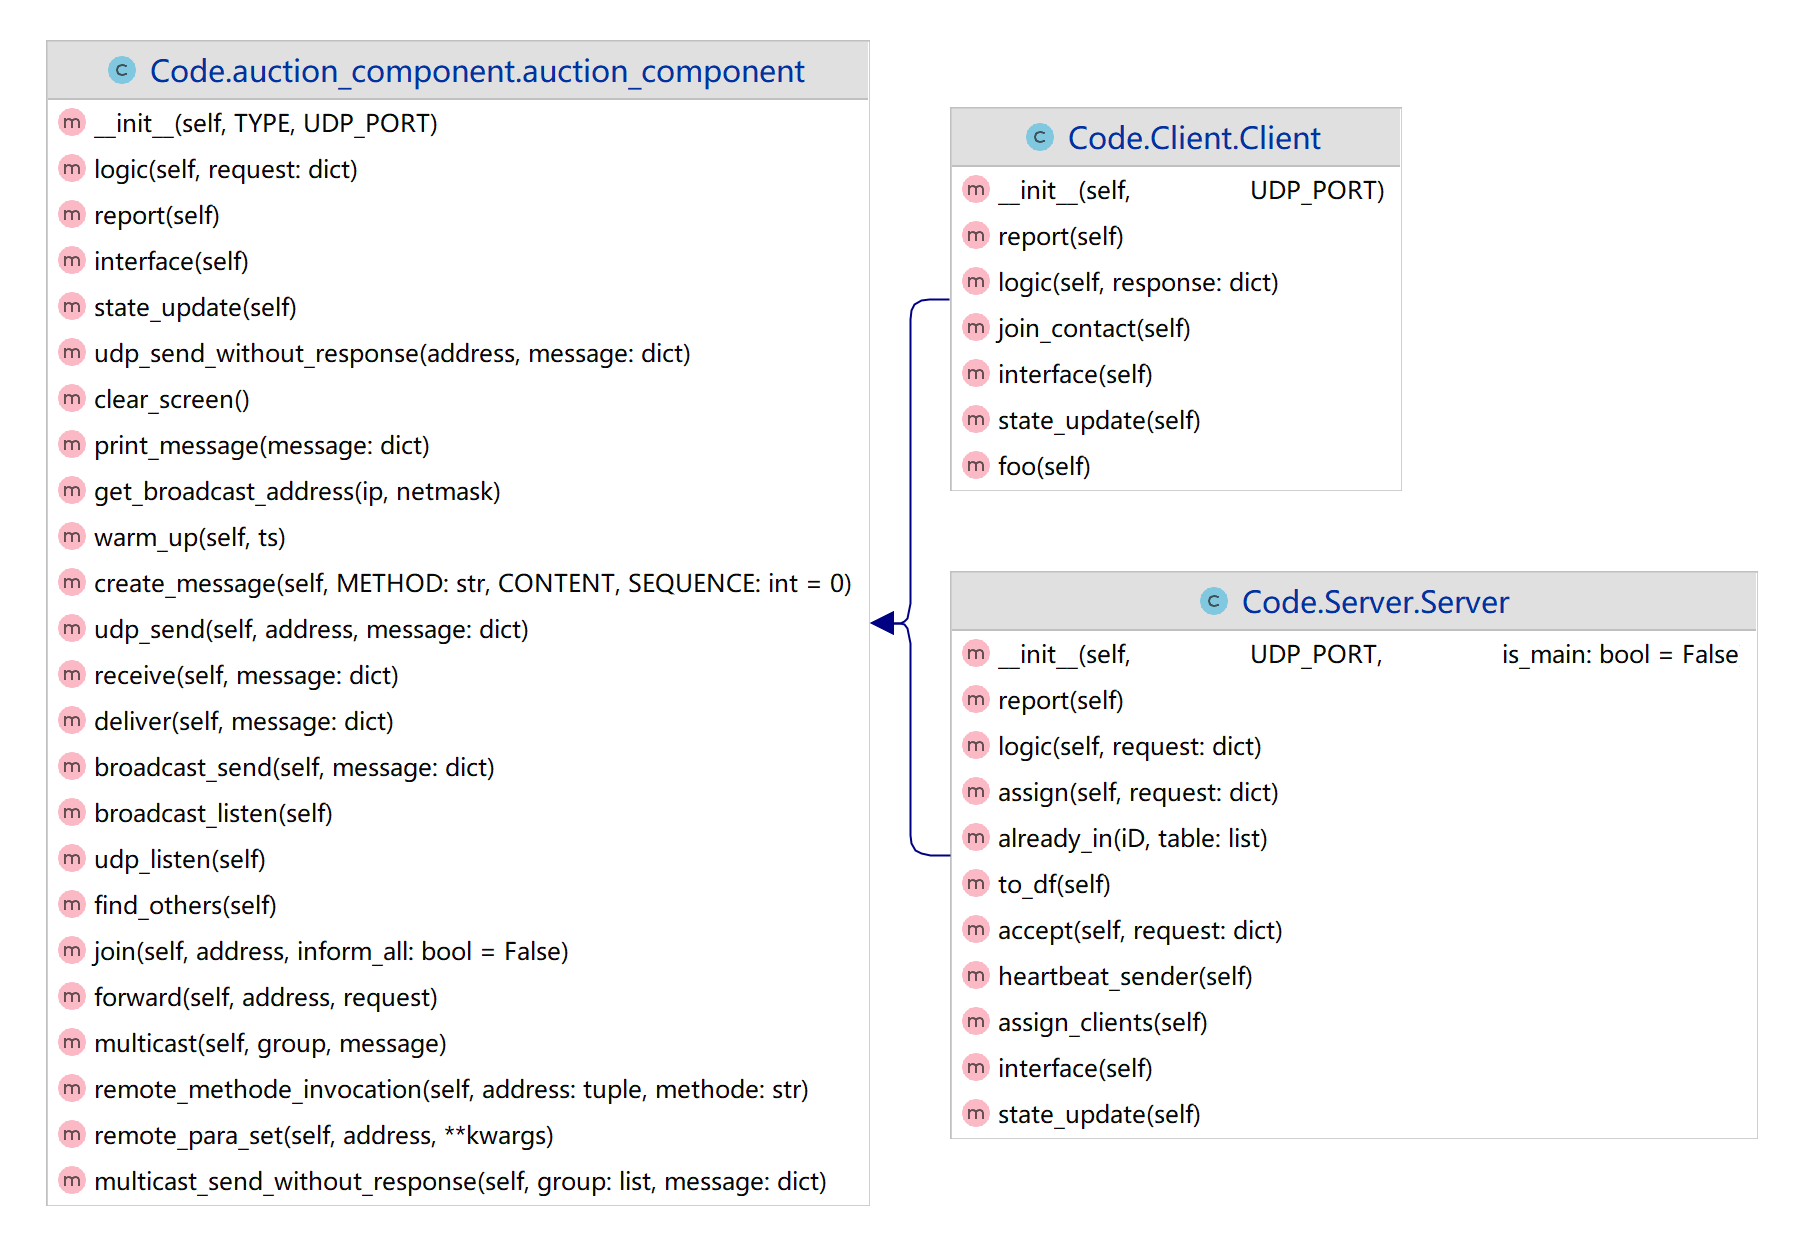 c Code.auction_component.auction_component
m __init__(self, TYPE, UDP_PORT)
m logic(self, request: dict)
m report(self)
m interface(self)
m state_update(self)
m udp_send_without_response(address, message: dict)
m clear_screen()
m print_message(message: dict)
m get_broadcast_address(ip, netmask)
m warm_up(self, ts)
m create_message(self, METHOD: str, CONTENT, SEQUENCE: int = 0)
m udp_send(self, address, message: dict)
m receive(self, message: dict)
m deliver(self, message: dict)
m broadcast_send(self, message: dict)
m broadcast_listen(self)
m udp_listen(self)
m find_others(self)
m join(self, address, inform_all: bool = False)
m forward(self, address, request)
m multicast(self, group, message)
m remote_methode_invocation(self, address: tuple, methode: str)
m remote_para_set(self, address, **kwargs)
m multicast_send_without_response(self, group: list, message: dict)
c Code.Client.Client
m __init__(self, UDP_PORT)
m report(self)
m logic(self, response: dict)
m join_contact(self)
m interface(self)
m state_update(self)
m foo(self)
c Code.Server.Server
m __init__(self, UDP_PORT, is_main: bool = False
m report(self)
m logic(self, request: dict)
m assign(self, request: dict)
m already_in(iD, table: list)
m to_df(self)
m accept(self, request: dict)
m heartbeat_sender(self)
m assign_clients(self)
m interface(self)
m state_update(self)